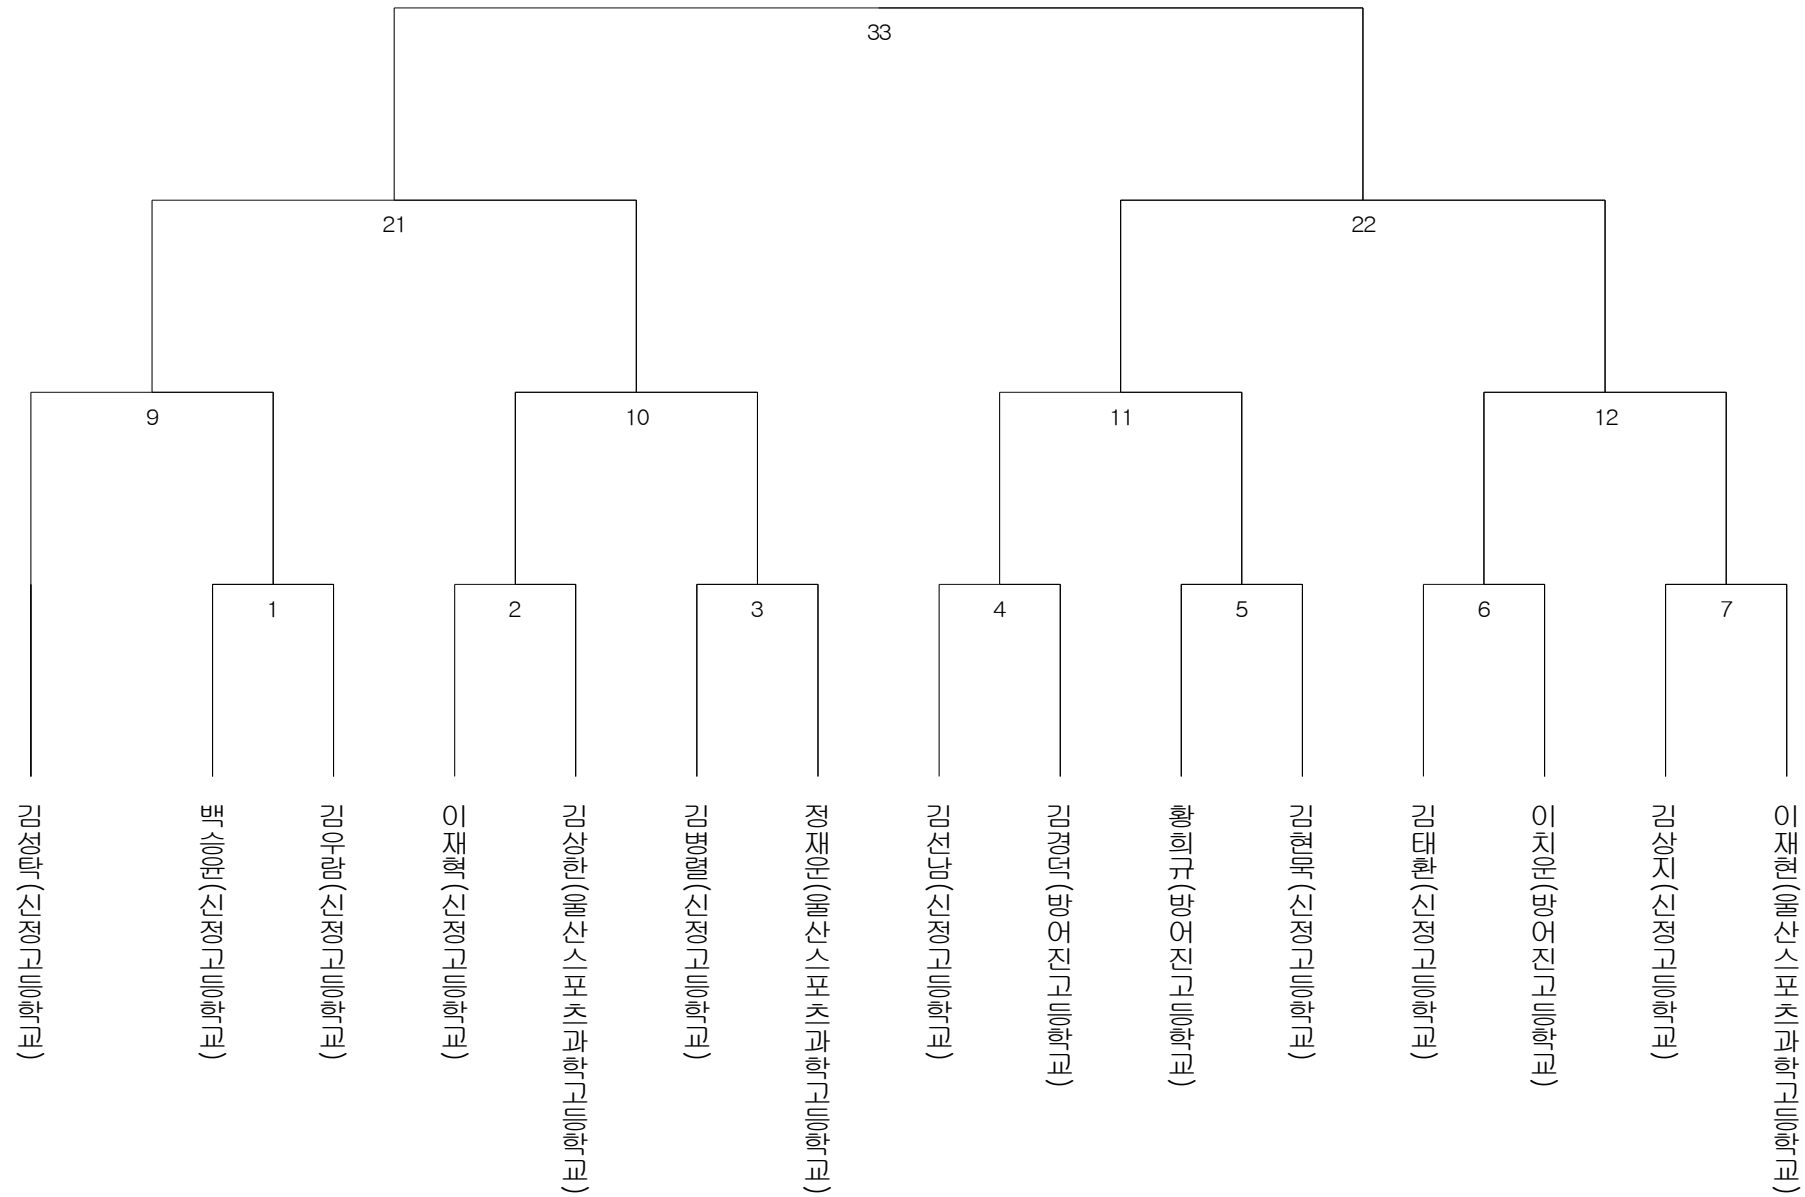 33
21
22
9
10
11
12
1
2
3
4
5
6
7
김성탁(신정고등학교)
백승윤(신정고등학교)
김우람(신정고등학교)
이재혁(신정고등학교)
김상한(울산스포츠과학고등학교)
김병렬(신정고등학교)
정재운(울산스포츠과학고등학교)
김선남(신정고등학교)
김경덕(방어진고등학교)
황희규(방어진고등학교)
김현묵(신정고등학교)
김태환(신정고등학교)
이치운(방어진고등학교)
김상지(신정고등학교)
이재현(울산스포츠과학고등학교)